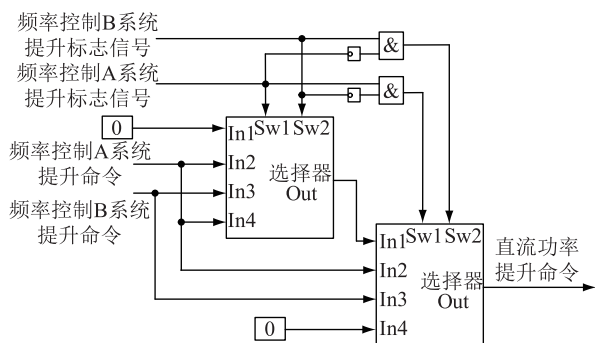 频率控制B系统
提升标志信号
&
频率控制A系统
提升标志信号
&
0
In1 Sw1 Sw2
频率控制A系统
提升命令
In2
选择器
In3
Out
频率控制B系统
提升命令
In4
In1 Sw1 Sw2
直流功率
提升命令
In2
选择器
In3
Out
0
In4